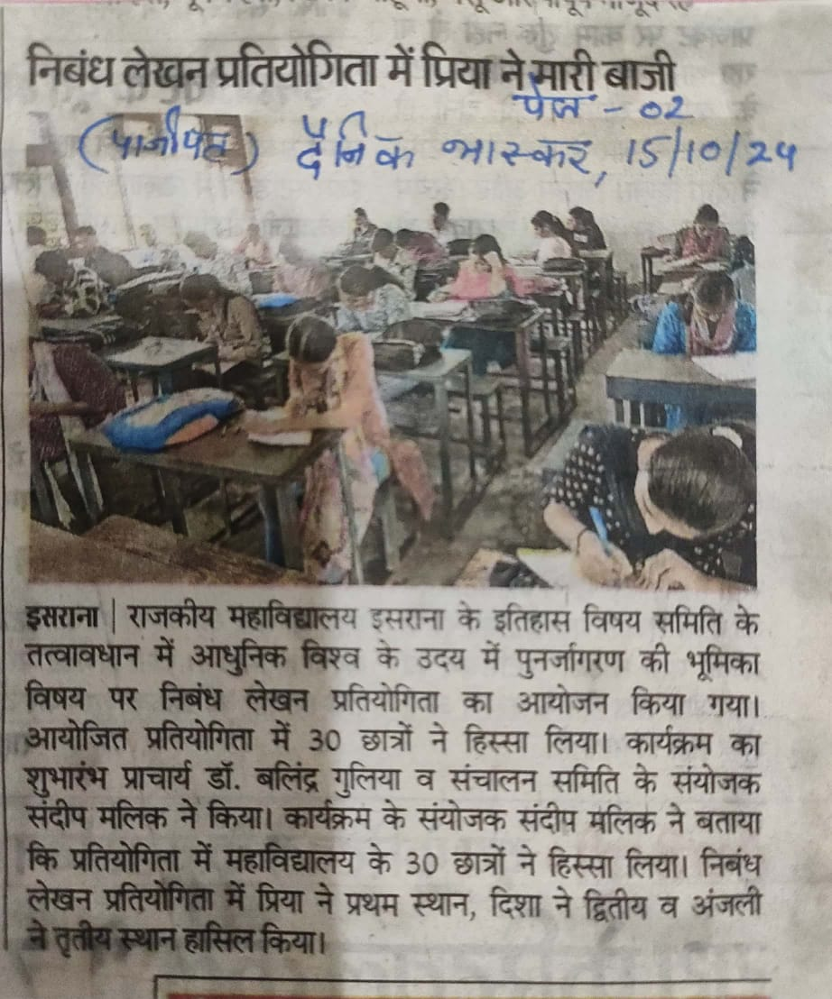 निबंध लेखन प्रतियोगिता में प्रिया ने मारी बाजी
पेज - 02
(पानीपत) दैनिक भास्कर, 15/10/24
इसराना | राजकीय महाविद्यालय इसराना के इतिहास विषय समिति के
तत्वावधान में आधुनिक विश्व के उदय में पुनर्जागरण की भूमिका
विषय पर निबंध लेखन प्रतियोगिता का आयोजन किया गया।
आयोजित प्रतियोगिता में 30 छात्रों ने हिस्सा लिया। कार्यक्रम का
शुभारंभ प्राचार्य डॉ. बलिंद्र गुलिया व संचालन समिति के संयोजक
संदीप मलिक ने किया। कार्यक्रम के संयोजक संदीप मलिक ने बताया
कि प्रतियोगिता में महाविद्यालय के 30 छात्रों ने हिस्सा लिया। निबंध
लेखन प्रतियोगिता में प्रिया ने प्रथम स्थान, दिशा ने द्वितीय व अंजली
ने तृतीय स्थान हासिल किया।